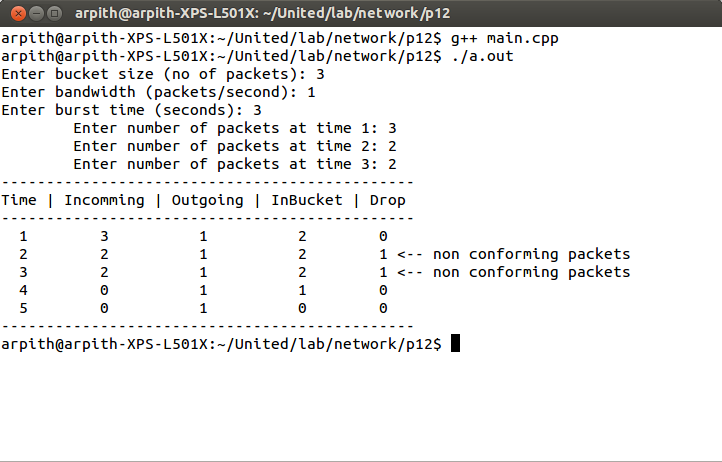 arpith@arpith-XPS-L501X: ~/United/lab/network/p12
arpith@arpith-XPS-L501X:~/United/lab/network/p12$ g++ main.cpp
arpith@arpith-XPS-L501X:~/United/lab/network/p12$ ./a.out
Enter bucket size (no of packets): 3
Enter bandwidth (packets/second): 1
Enter burst time (seconds): 3
        Enter number of packets at time 1: 3
        Enter number of packets at time 2: 2
        Enter number of packets at time 3: 2
----------------------------------------------
Time | Incomming | Outgoing | InBucket | Drop
----------------------------------------------
  1        3          1          2       0
  2        2          1          2       1 <-- non conforming packets
  3        2          1          2       1 <-- non conforming packets
  4        0          1          1       0
  5        0          1          0       0
----------------------------------------------
arpith@arpith-XPS-L501X:~/United/lab/network/p12$